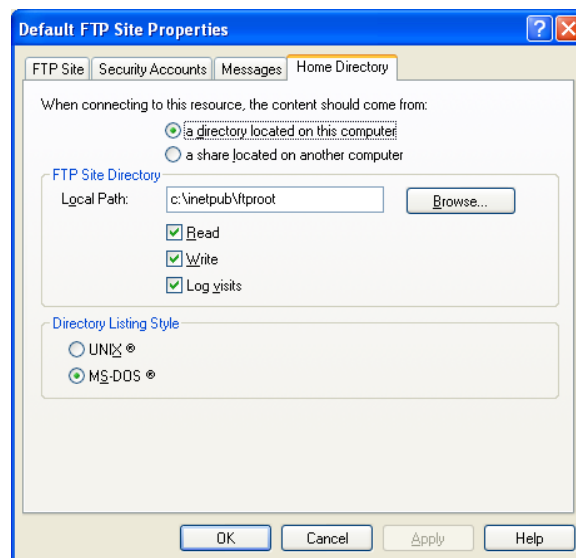 Default FTP Site Properties
FTP Site Security Accounts Messages Home Directory
When connecting to this resource, the content should come from:
a directory located on this computer
a share located on another computer
FTP Site Directory
Local Path: c:\inetpub\ftproot Browse...
Read
Write
Log visits
Directory Listing Style
UNIX ®
MS-DOS ®
OK Cancel Apply Help